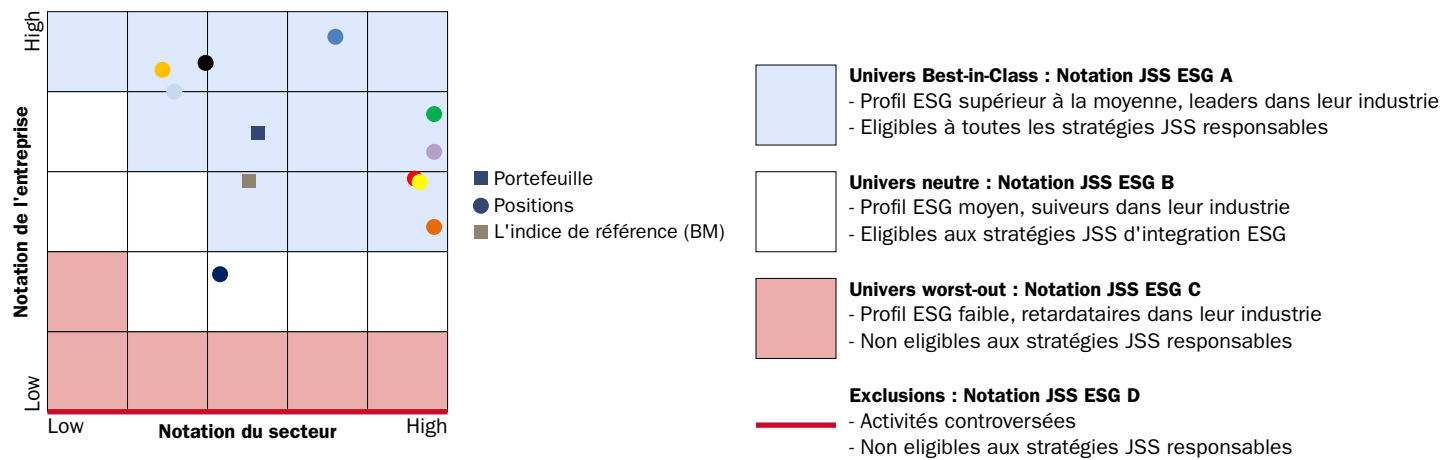 High
Notation de l'entreprise
Low
Low
Notation du secteur
High
Portefeuille
Positions
L'indice de référence (BM)
Univers Best-in-Class : Notation JSS ESG A
- Profil ESG supérieur à la moyenne, leaders dans leur industrie
- Eligibles à toutes les stratégies JSS responsables
Univers neutre : Notation JSS ESG B
- Profil ESG moyen, suiveurs dans leur industrie
- Eligibles aux stratégies JSS d'integration ESG
Univers worst-out : Notation JSS ESG C
- Profil ESG faible, retardataires dans leur industrie
- Non eligibles aux stratégies JSS responsables
Exclusions : Notation JSS ESG D
- Activités controversées
- Non eligibles aux stratégies JSS responsables